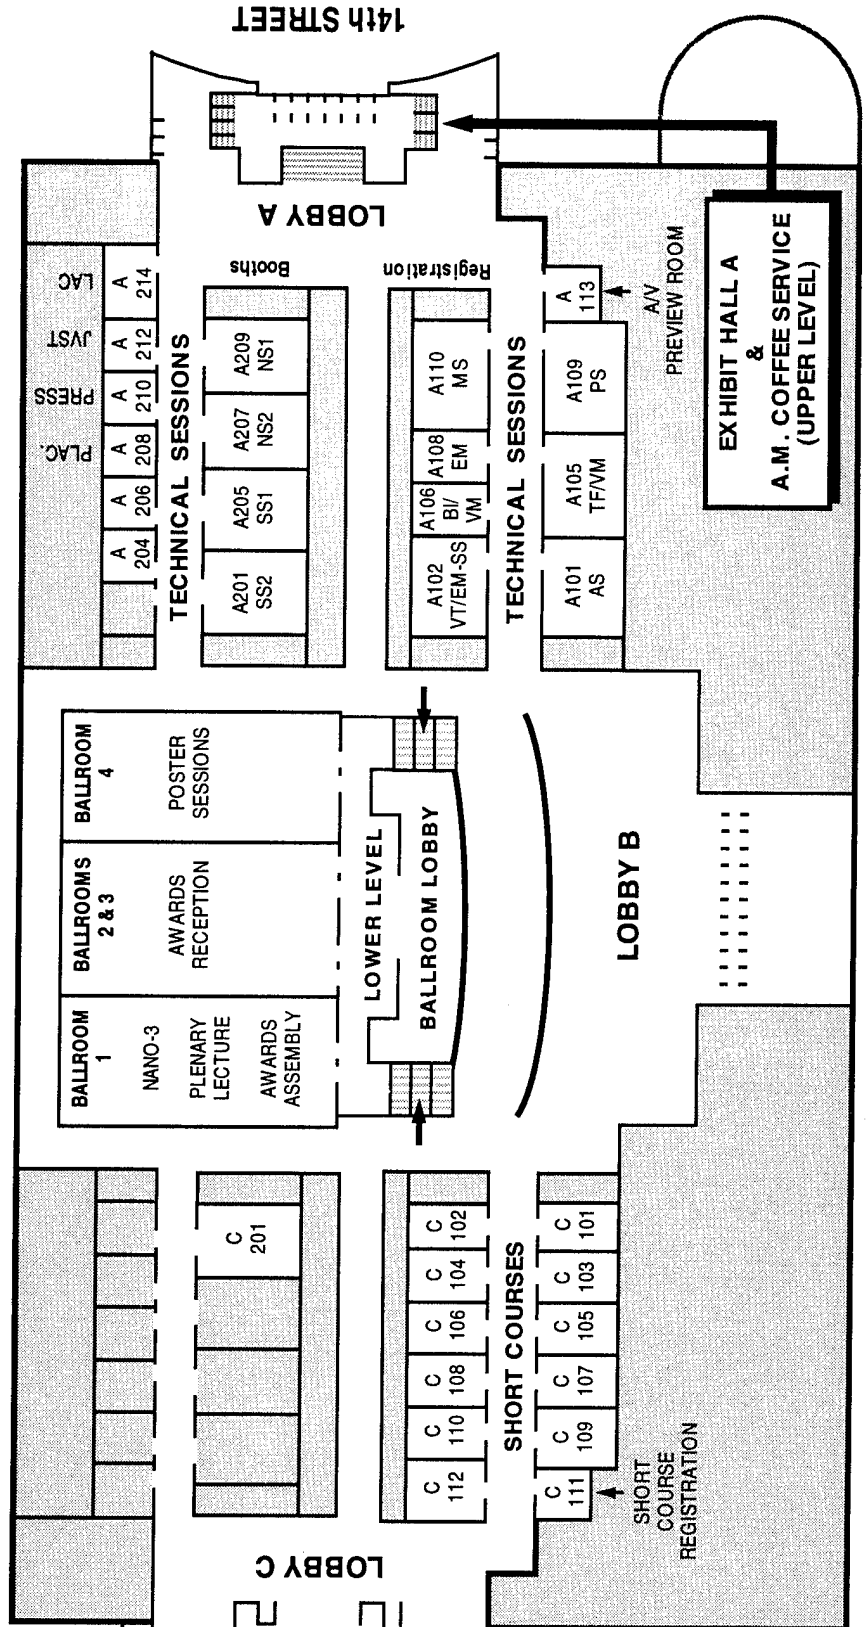 14th STREET
LOBBY A
LAC
JVST
PRESS
PLAC.
A
214
A
212
A
210
A
208
A
206
A
204
TECHNICAL SESSIONS
Booths
A209
NS1
A207
NS2
A205
SS1
A201
SS2
Registration
A110
MS
A108
EM
A106
BI/
VM
A102
VT/EM-SS
TECHNICAL SESSIONS
A
113
A109
PS
A105
TF/VM
A101
AS
A/V
PREVIEW ROOM
EXHIBIT HALL A
&
A.M. COFFEE SERVICE
(UPPER LEVEL)
BALLROOM
4
POSTER
SESSIONS
BALLROOMS
2 & 3
AWARDS
RECEPTION
BALLROOM
1
NANO-3
PLENARY
LECTURE
AWARDS
ASSEMBLY
LOWER LEVEL
BALLROOM LOBBY
LOBBY B
C
201
C
102
C
104
C
106
C
108
C
110
C
112
SHORT COURSES
C
101
C
103
C
105
C
107
C
109
C
111
SHORT
COURSE
REGISTRATION
LOBBY C